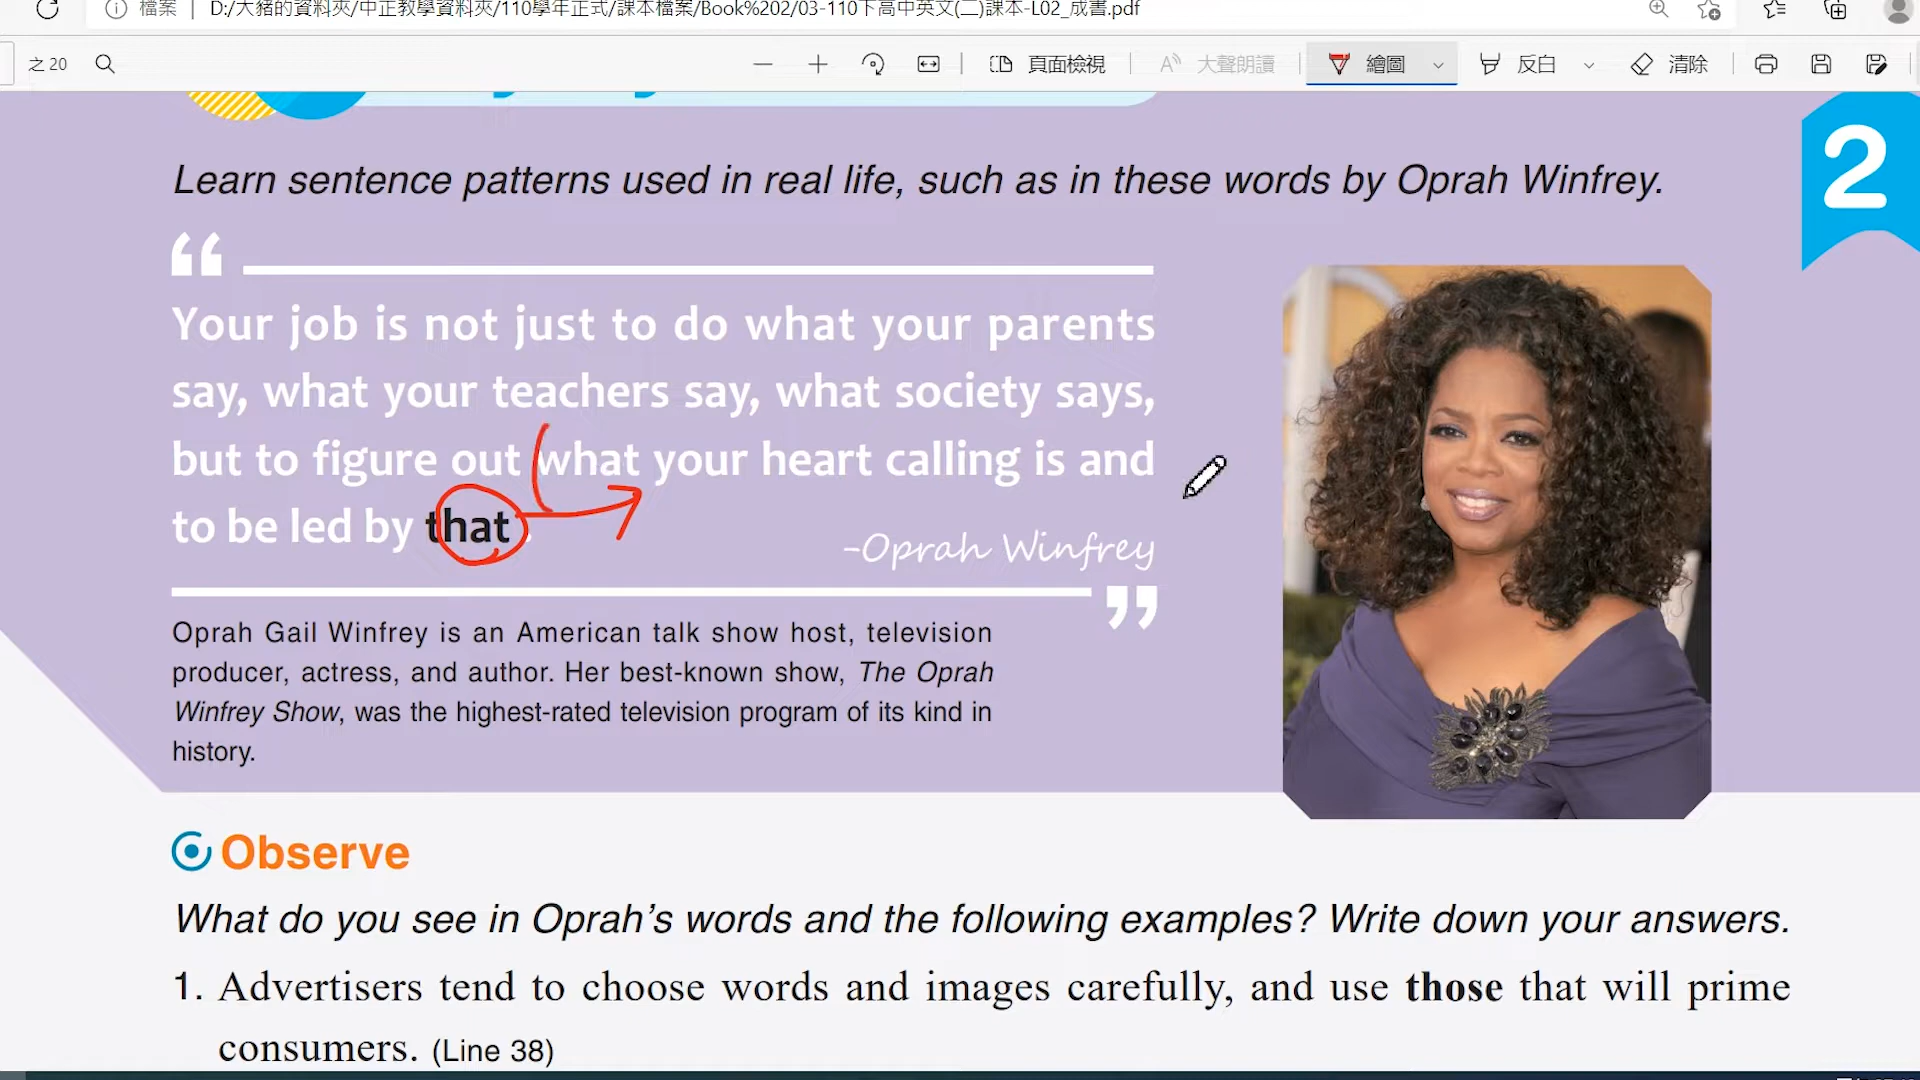 檔案 | D:/大豬的資料夾/中正教學資料夾/110學年正式/課本檔案/Book%202/03-110下高中英文(二)課本-L02_成書.pdf
之 20
頁面檢視
大聲朗讀
繪圖
反白
清除
2
Learn sentence patterns used in real life, such as in these words by Oprah Winfrey.
“
Your job is not just to do what your parents
say, what your teachers say, what society says,
but to figure out what your heart calling is and
to be led by that.
–Oprah Winfrey
”
Oprah Gail Winfrey is an American talk show host, television
producer, actress, and author. Her best-known show, The Oprah
Winfrey Show, was the highest-rated television program of its kind in
history.
Observe
What do you see in Oprah’s words and the following examples? Write down your answers.
1. Advertisers tend to choose words and images carefully, and use those that will prime
consumers. (Line 38)